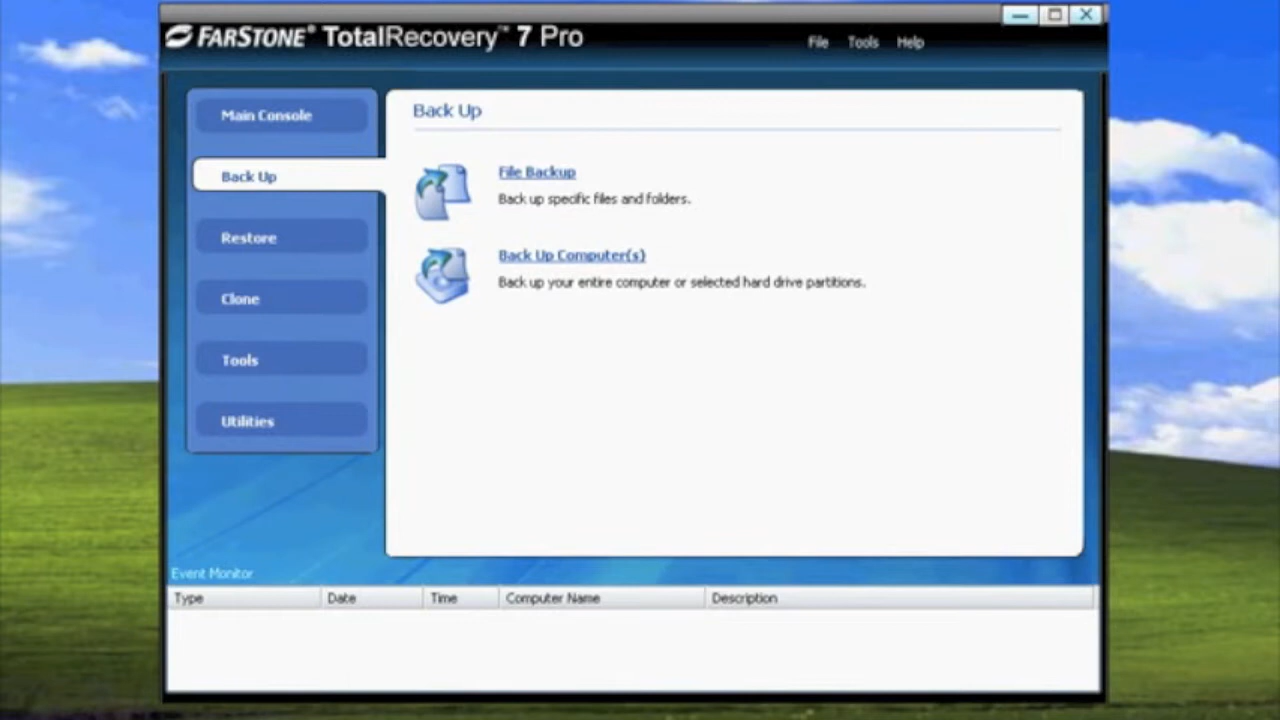 FARSTONE® TotalRecovery™ 7 Pro
File Tools Help
Main Console
Back Up
Restore
Clone
Tools
Utilities
Back Up
File Backup
Back up specific files and folders.
Back Up Computer(s)
Back up your entire computer or selected hard drive partitions.
Event Monitor
Type Date Time Computer Name Description